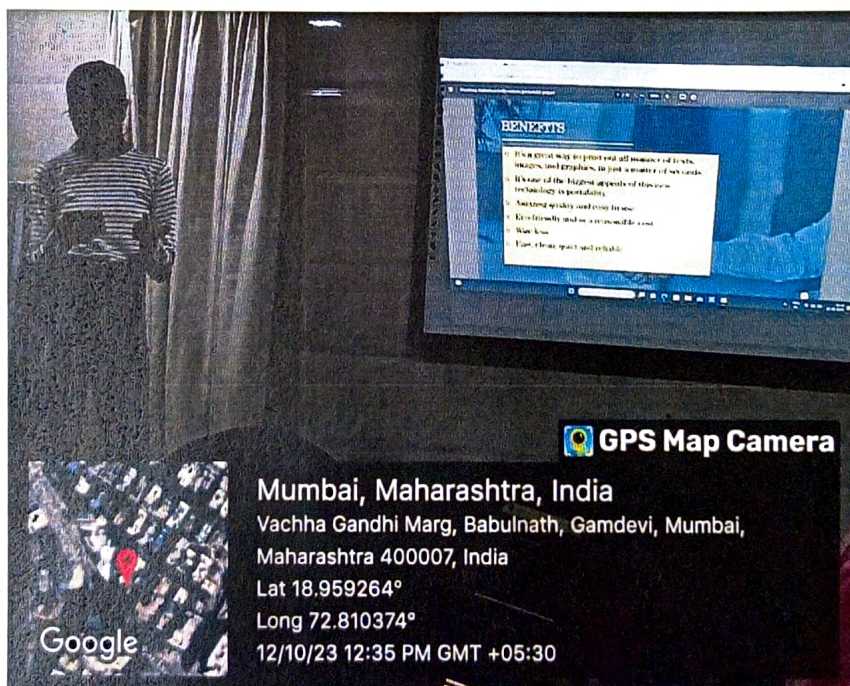 BENEFITS
It's a great way to print out all manner of texts,
images, and graphics, in just a matter of seconds.
It's one of the biggest appeals of this new
technology is portability
Amazing quality and easy to use
Eco friendly and at a reasonable cost
Wire less
Fast, clean, quiet and reliable
GPS Map Camera
Mumbai, Maharashtra, India
Vachha Gandhi Marg, Babulnath, Gamdevi, Mumbai,
Maharashtra 400007, India
Lat 18.959264°
Long 72.810374°
12/10/23 12:35 PM GMT +05:30
Google